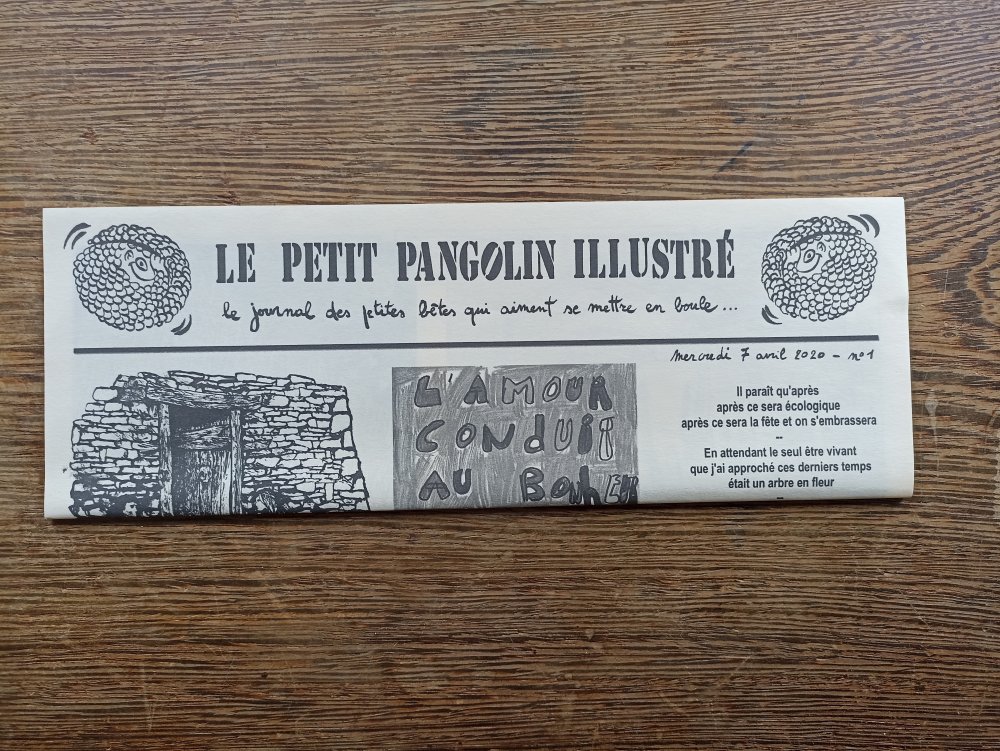 LE PETIT PANGOLIN ILLUSTRÉ
le journal des petites bêtes qui aiment se mettre en boule...
Mercredi 7 avril 2020 - n°1
L'AMOUR
CONDUIT
AU BONHEUR
Il paraît qu'après
après ce sera écologique
après ce sera la fête et on s'embrassera
--
En attendant le seul être vivant
que j'ai approché ces derniers temps
était un arbre en fleur
--